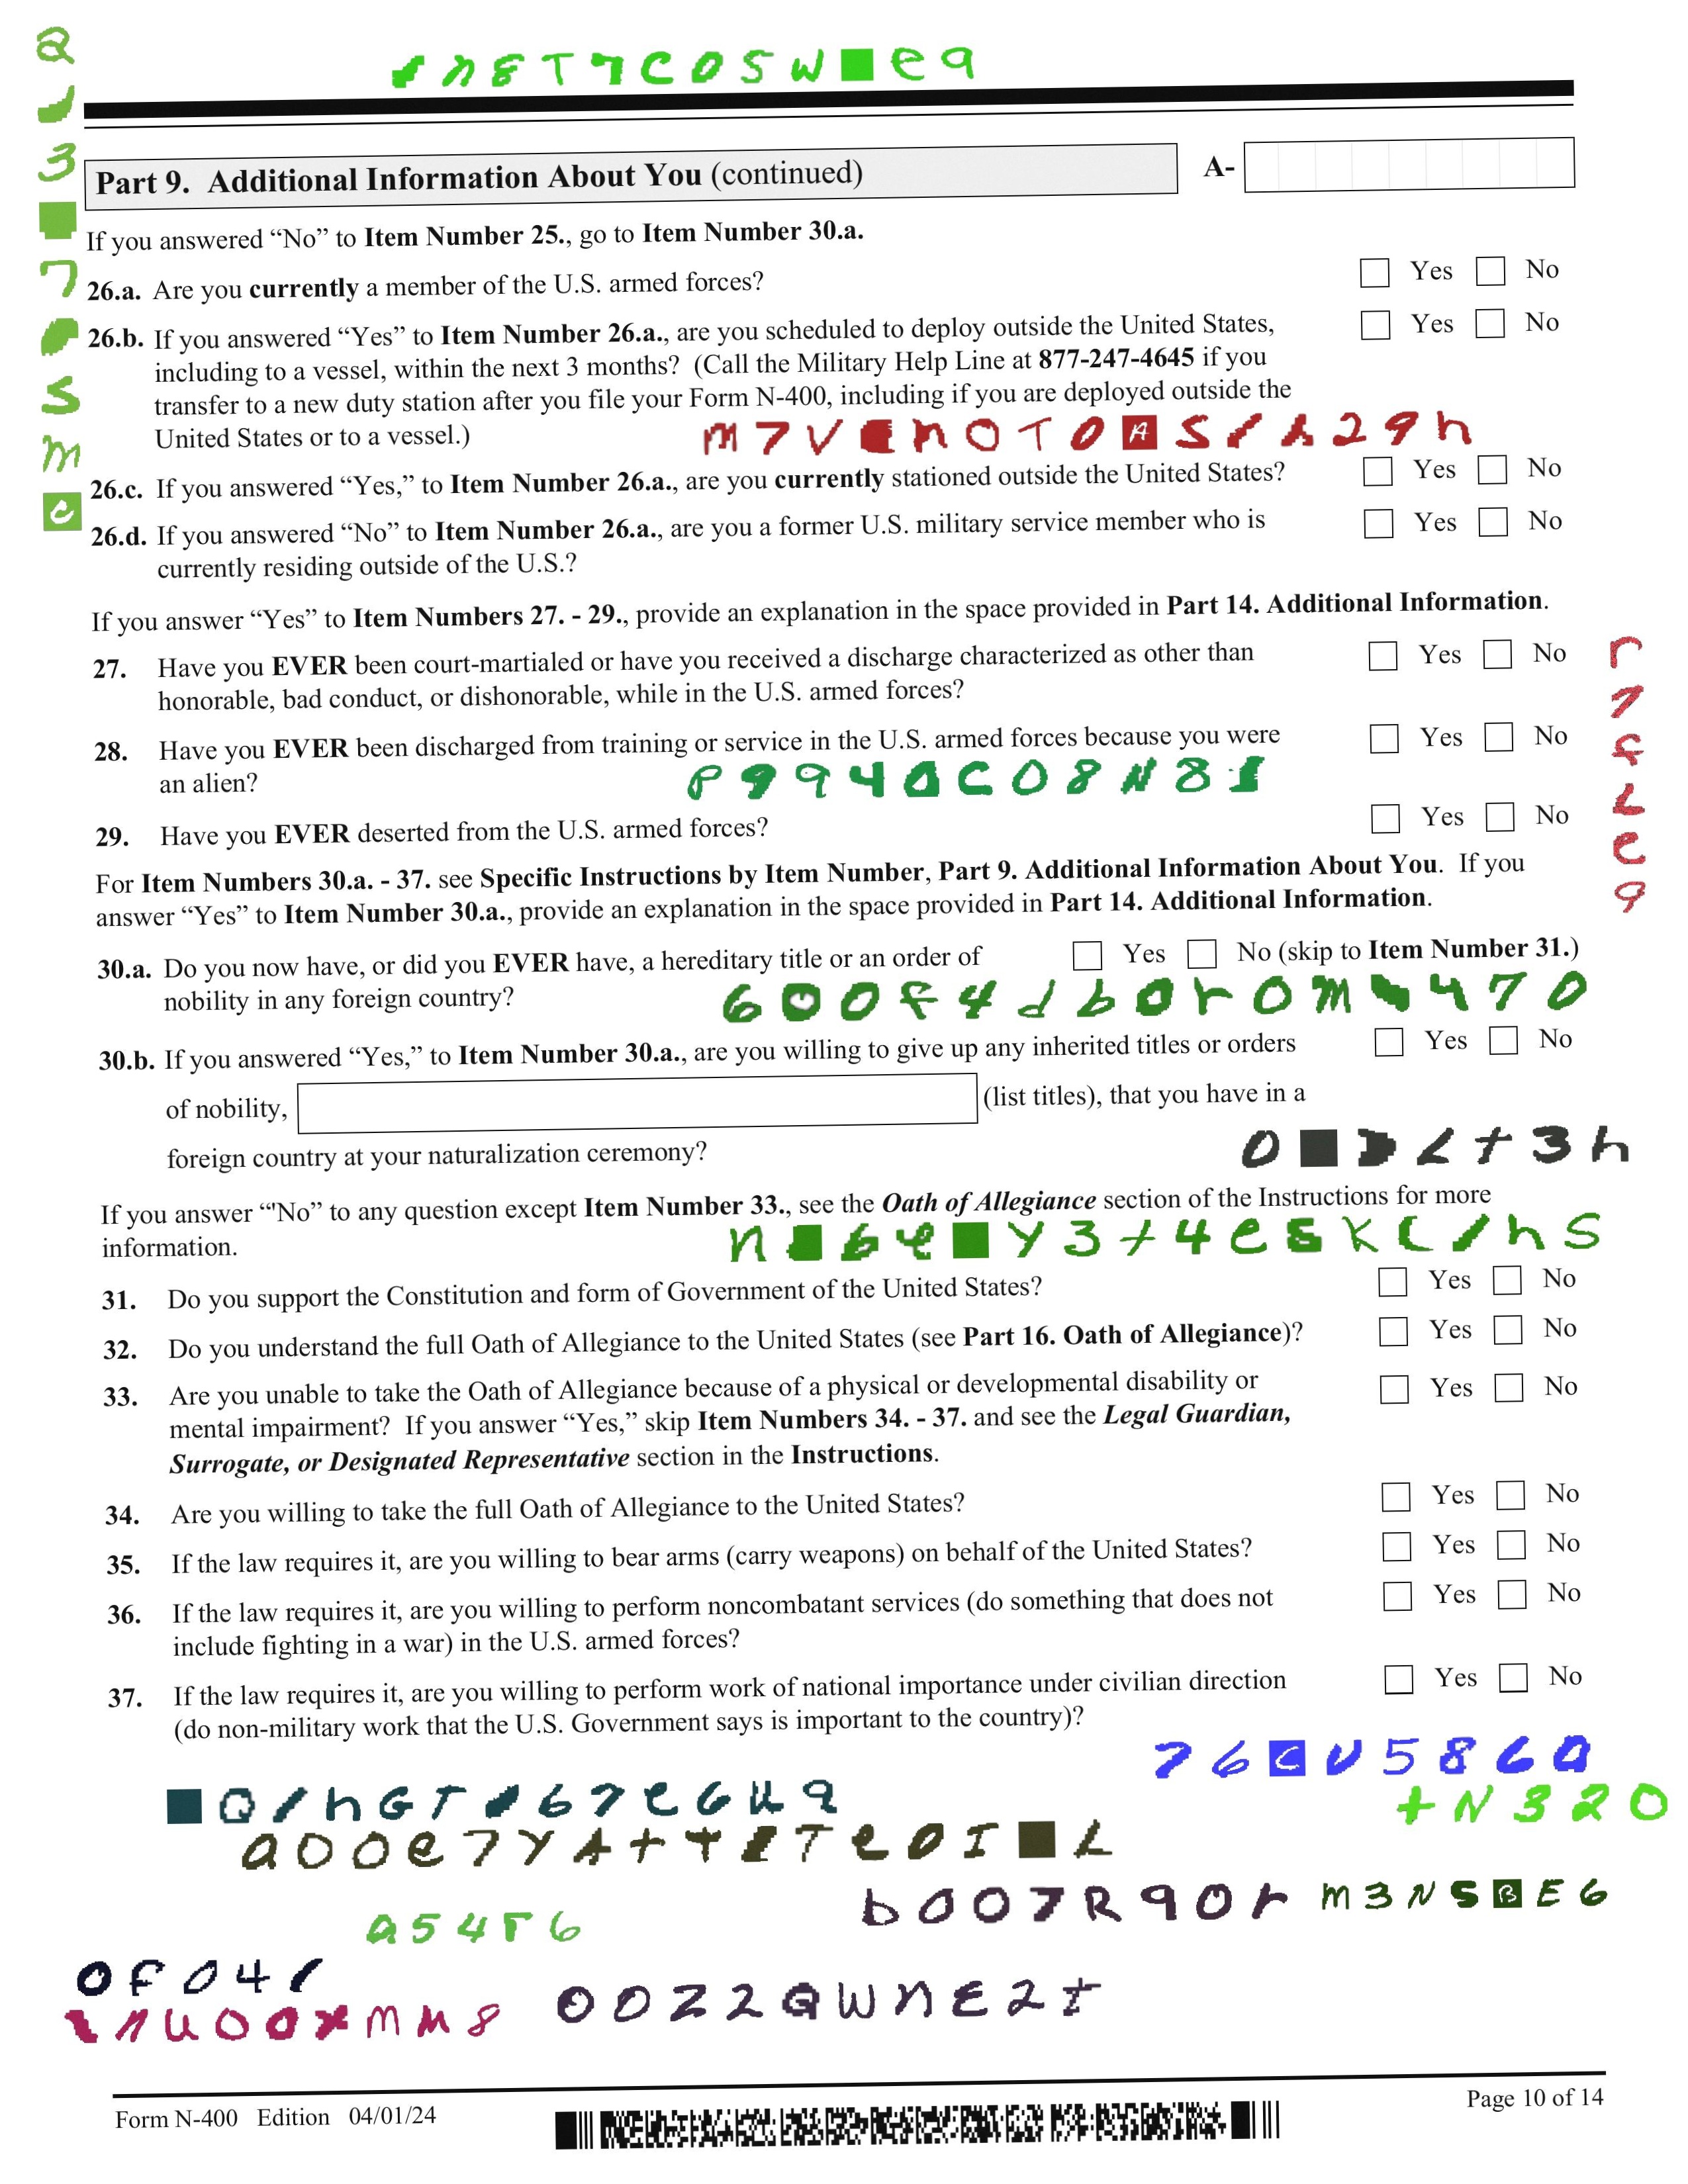 Part 9. Additional Information About You (continued)
A-
If you answered “No” to Item Number 25., go to Item Number 30.a.
26.a. Are you currently a member of the U.S. armed forces? Yes No
26.b. If you answered “Yes” to Item Number 26.a., are you scheduled to deploy outside the United States, Yes No
including to a vessel, within the next 3 months? (Call the Military Help Line at 877-247-4645 if you
transfer to a new duty station after you file your Form N-400, including if you are deployed outside the
United States or to a vessel.)
26.c. If you answered “Yes,” to Item Number 26.a., are you currently stationed outside the United States? Yes No
26.d. If you answered “No” to Item Number 26.a., are you a former U.S. military service member who is Yes No
currently residing outside of the U.S.?
If you answer “Yes” to Item Numbers 27. - 29., provide an explanation in the space provided in Part 14. Additional Information.
27. Have you EVER been court-martialed or have you received a discharge characterized as other than Yes No
honorable, bad conduct, or dishonorable, while in the U.S. armed forces?
28. Have you EVER been discharged from training or service in the U.S. armed forces because you were Yes No
an alien?
29. Have you EVER deserted from the U.S. armed forces? Yes No
For Item Numbers 30.a. - 37. see Specific Instructions by Item Number, Part 9. Additional Information About You. If you
answer “Yes” to Item Number 30.a., provide an explanation in the space provided in Part 14. Additional Information.
30.a. Do you now have, or did you EVER have, a hereditary title or an order of Yes No (skip to Item Number 31.)
nobility in any foreign country?
30.b. If you answered “Yes,” to Item Number 30.a., are you willing to give up any inherited titles or orders Yes No
of nobility, (list titles), that you have in a
foreign country at your naturalization ceremony?
If you answer “"No” to any question except Item Number 33., see the Oath of Allegiance section of the Instructions for more
information.
31. Do you support the Constitution and form of Government of the United States? Yes No
32. Do you understand the full Oath of Allegiance to the United States (see Part 16. Oath of Allegiance)? Yes No
33. Are you unable to take the Oath of Allegiance because of a physical or developmental disability or Yes No
mental impairment? If you answer “Yes,” skip Item Numbers 34. - 37. and see the Legal Guardian,
Surrogate, or Designated Representative section in the Instructions.
34. Are you willing to take the full Oath of Allegiance to the United States? Yes No
35. If the law requires it, are you willing to bear arms (carry weapons) on behalf of the United States? Yes No
36. If the law requires it, are you willing to perform noncombatant services (do something that does not Yes No
include fighting in a war) in the U.S. armed forces?
37. If the law requires it, are you willing to perform work of national importance under civilian direction Yes No
(do non-military work that the U.S. Government says is important to the country)?
+N320
a54F6
Form N-400 Edition 04/01/24
Page 10 of 14